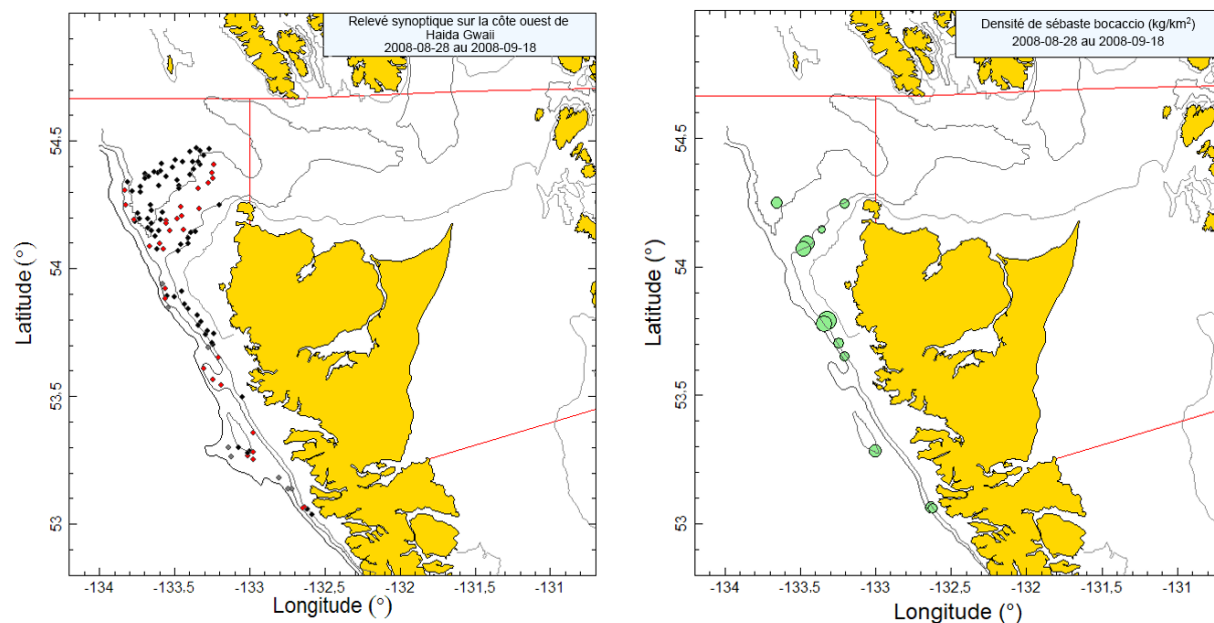 Relevé synoptique sur la côte ouest de
Haida Gwaii
2008-08-28 au 2008-09-18
54.5
54
53.5
53
Latitude (°)
-134
-133.5
-133
-132.5
-132
-131.5
-131
Longitude (°)
Densité de sébaste bocaccio (kg/km²)
2008-08-28 au 2008-09-18
54.5
54
53.5
53
Latitude (°)
-134
-133.5
-133
-132.5
-132
-131.5
-131
Longitude (°)